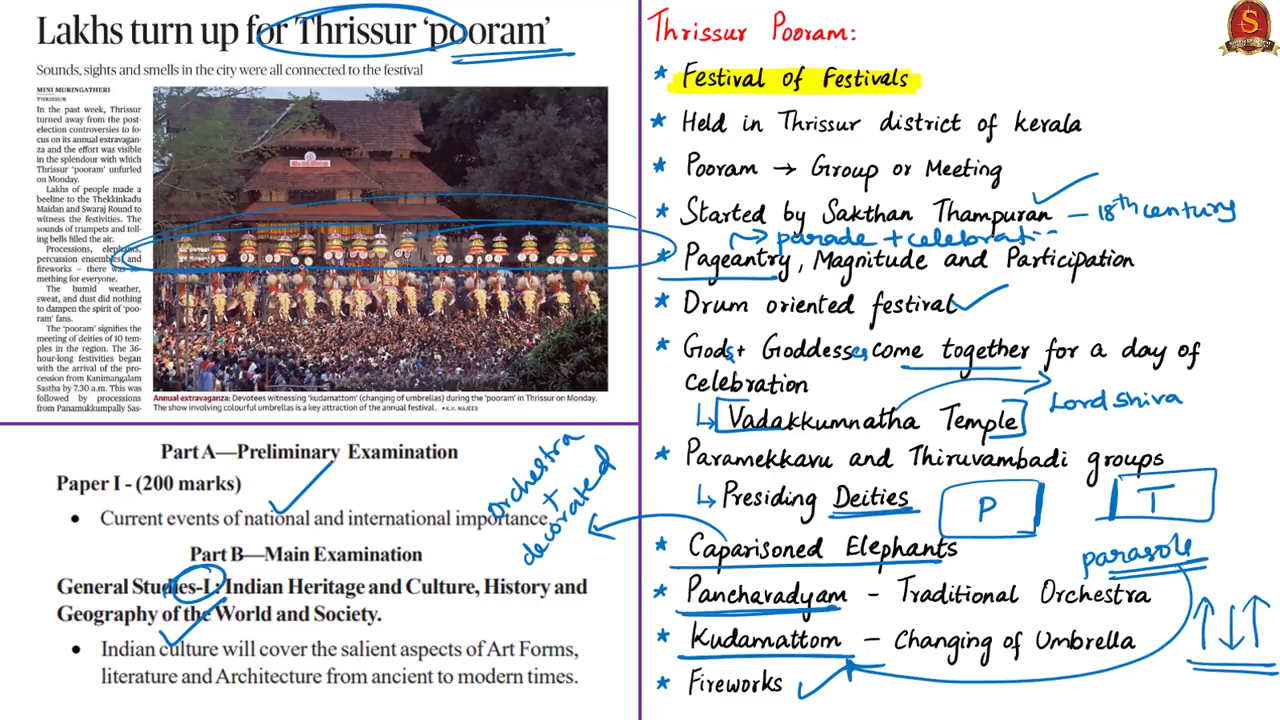 Lakhs turn up for Thrissur ‘pooram’
Sounds, sights and smells in the city were all connected to the festival
MINI MURINGATHERI
THRISSUR
In the past week, Thrissur
turned away from the post-
election controversies to fo-
cus on its annual extravagan-
za and the effort was visible
in the splendour with which
Thrissur ‘pooram’ unfurled
on Monday.
Lakhs of people made a
beeline to the Thekkinkadu
Maidan and Swaraj Round to
witness the festivities. The
sounds of trumpets and toll-
ing bells filled the air.
Processions, elephants,
percussion ensembles and
fireworks – there was so-
mething for everyone.
The humid weather,
sweat, and dust did nothing
to dampen the spirit of ‘poo-
ram’ fans.
The ‘pooram’ signifies the
meeting of deities of 10 tem-
ples in the region. The 36-
hour-long festivities began
with the arrival of the pro-
cession from Kanimangalam
Sastha by 7.30 a.m. This was
followed by processions
from Panamukkumpally Sas-
Annual extravaganza: Devotees witnessing ‘kudamattom’ (changing of umbrellas) during the ‘pooram’ in Thrissur on Monday.
The show involving colourful umbrellas is a key attraction of the annual festival. • K.K. NAJEEB
Part A—Preliminary Examination
Paper I - (200 marks)
• Current events of national and international importance.
Part B—Main Examination
General Studies-I: Indian Heritage and Culture, History and
Geography of the World and Society.
• Indian culture will cover the salient aspects of Art Forms,
literature and Architecture from ancient to modern times.
orchestra
+
decorated
Thrissur Pooram:
* Festival of Festivals
* Held in Thrissur district of Kerala
* Pooram → Group or Meeting
* Started by Sakthan Thampuran – 18th century
parade + celebrati
* Pageantry, Magnitude and Participation
* Drum oriented festival
* Gods + Goddesses come together for a day of
celebration
Lord Shiva
↳ Vadakkumnatha Temple
* Paramekkavu and Thiruvambadi groups
↳ Presiding Deities
P T
* Caparisoned Elephants
parasols
* Panchavadyam - Traditional Orchestra
* Kudamattom - Changing of Umbrella
* Fireworks